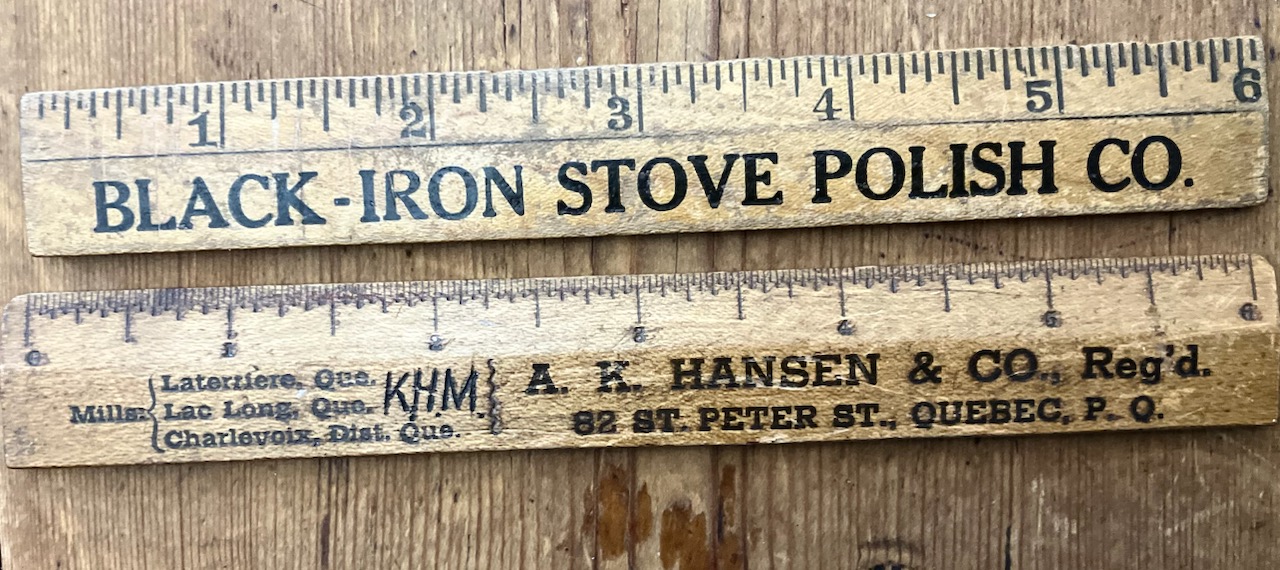 1 2 3 4 5 6
BLACK-IRON STOVE POLISH CO.
0 1 2 3 4 5 6
Mills: Laterriere, Que.
Lac Long, Que.
Charlevoix, Dist. Que.
K.H.M.
A. K. HANSEN & CO., Reg'd.
82 ST. PETER ST., QUEBEC, P. Q.